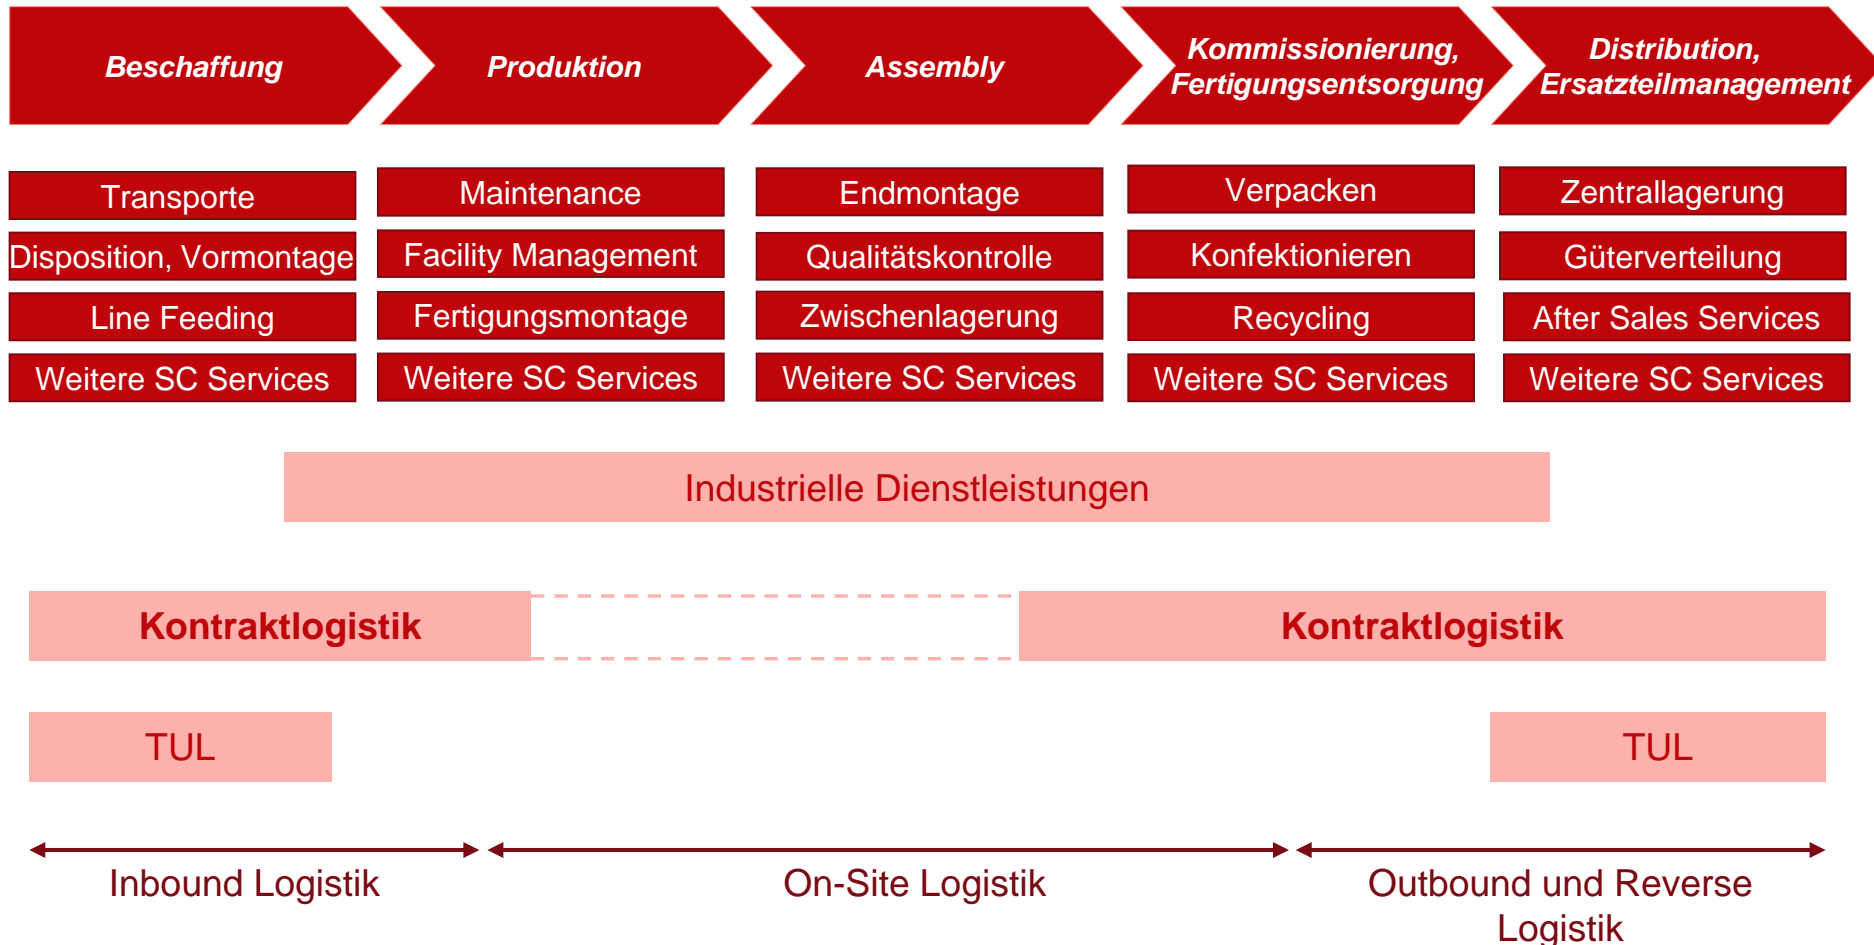 Beschaffung
Produktion
Assembly
Kommissionierung,
Fertigungsentsorgung
Distribution,
Ersatzteilmanagement
Transporte
Maintenance
Endmontage
Verpacken
Zentrallagerung
Disposition, Vormontage
Facility Management
Qualitätskontrolle
Konfektionieren
Güterverteilung
Line Feeding
Fertigungsmontage
Zwischenlagerung
Recycling
After Sales Services
Weitere SC Services
Weitere SC Services
Weitere SC Services
Weitere SC Services
Weitere SC Services
Industrielle Dienstleistungen
Kontraktlogistik
Kontraktlogistik
TUL
TUL
Inbound Logistik
On-Site Logistik
Outbound und Reverse
Logistik